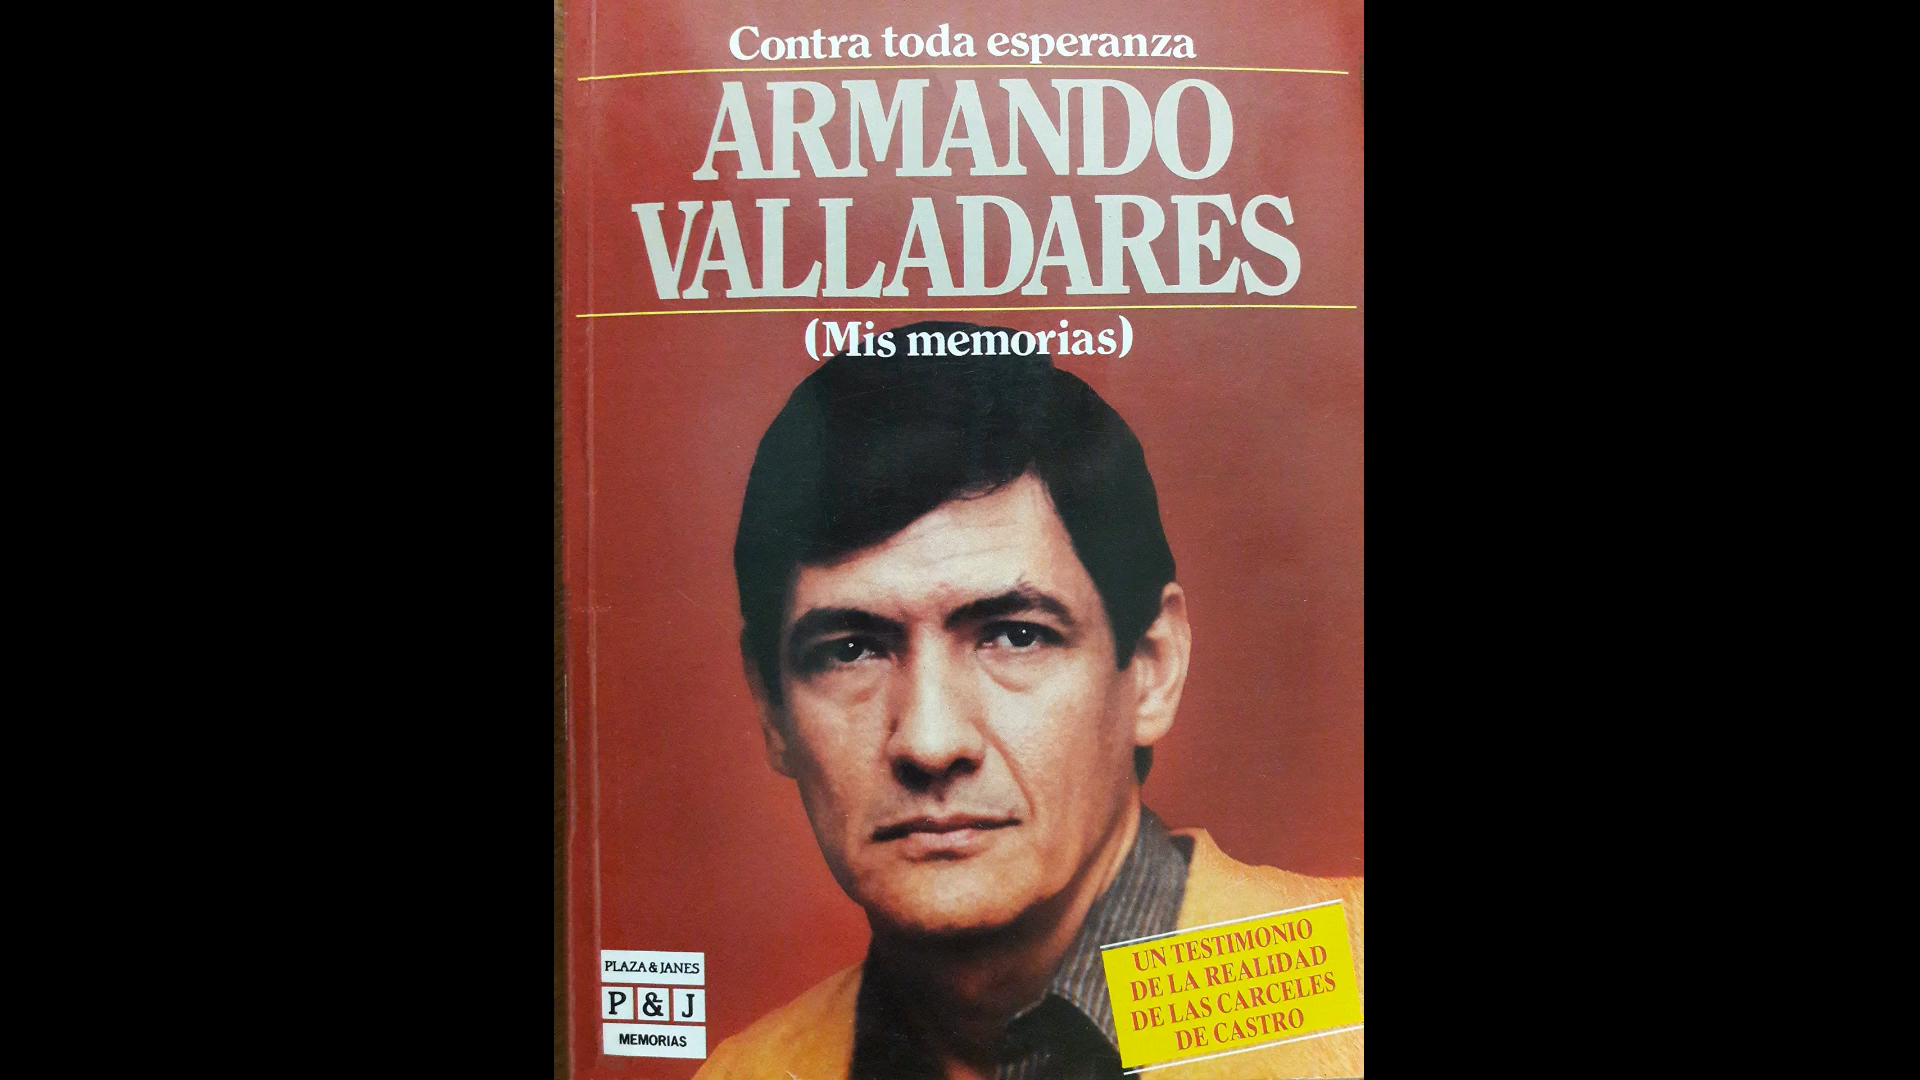 Contra toda esperanza
ARMANDO
VALLADARES
(Mis memorias)
PLAZA & JANES
P & J
MEMORIAS
UN TESTIMONIO
DE LA REALIDAD
DE LAS CARCELES
DE CASTRO